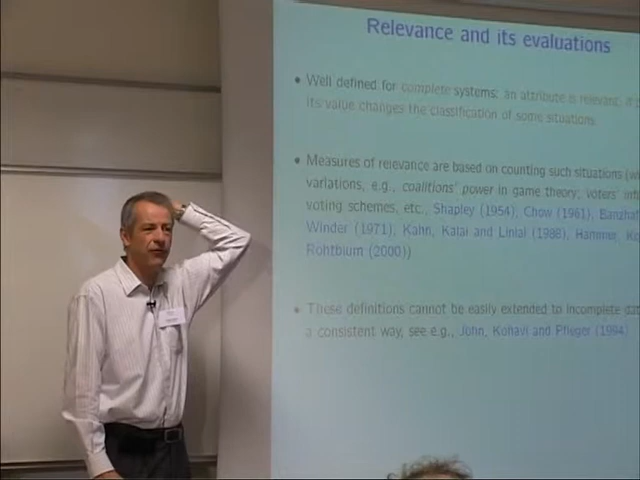 Relevance and its evaluations
• Well defined for complete systems: an attribute is relevant, if
its value changes the classification of some situations.
• Measures of relevance are based on counting such situations
variations, e.g., coalitions' power in game theory, voters'
voting schemes, etc., Shapley (1954), Chow (1961),
Winder (1971), Kahn, Kalai and Linial (1988), Hammer,
Rohtbium (2000))
• These definitions cannot be easily extended to incomplete
a consistent way, see e.g., John, Kohavi and Pfleger (1994)